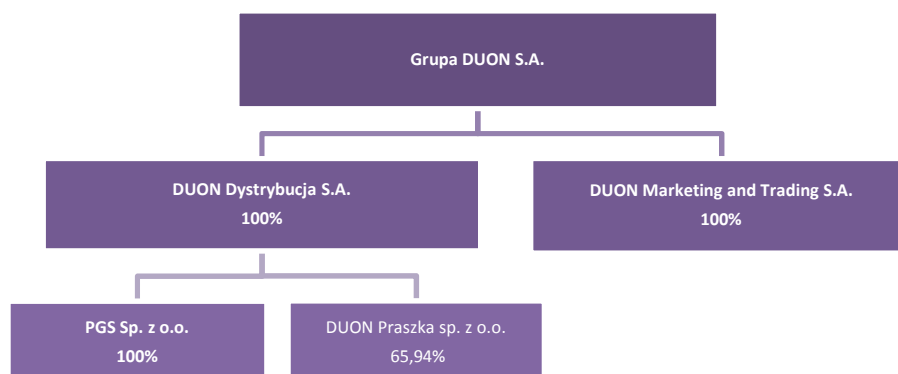 Grupa DUON S.A.
DUON Dystrybucja S.A.
100%
DUON Marketing and Trading S.A.
100%
PGS Sp. z o.o.
100%
DUON Praszka sp. z o.o.
65,94%